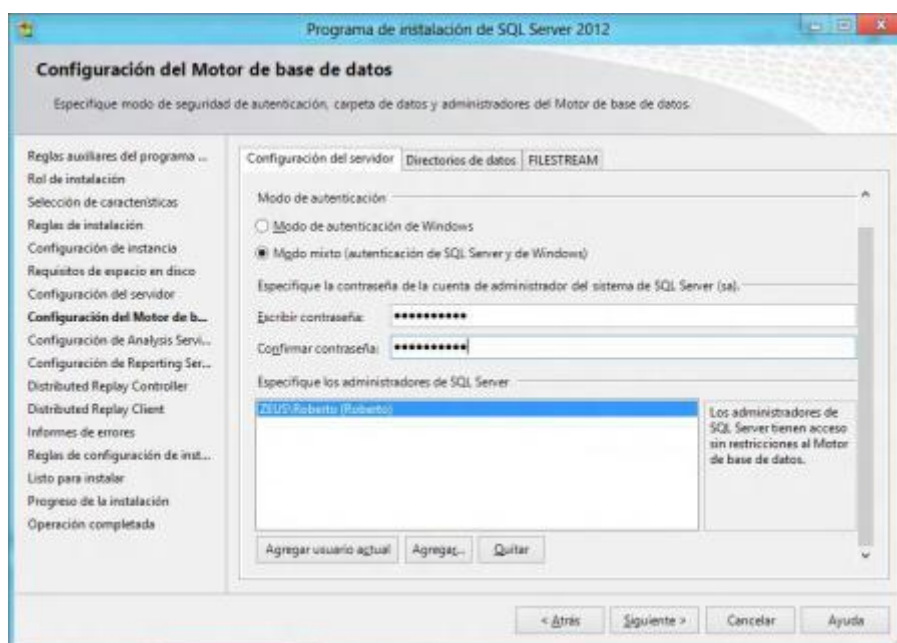 Programa de instalación de SQL Server 2012
Configuración del Motor de base de datos
Especifique modo de seguridad de autenticación, carpeta de datos y administradores del Motor de base de datos.
Reglas auxiliares del programa ...
Rol de instalación
Selección de características
Reglas de instalación
Configuración de instancia
Requisitos de espacio en disco
Configuración del servidor
Configuración del Motor de b...
Configuración de Analysis Servi...
Configuración de Reporting Ser...
Distributed Replay Controller
Distributed Replay Client
Informes de errores
Reglas de configuración de inst...
Listo para instalar
Progreso de la instalación
Operación completada
Configuración del servidor
Directorios de datos
FILESTREAM
Modo de autenticación
Modo de autenticación de Windows
Modo mixto (autenticación de SQL Server y de Windows)
Especifique la contraseña de la cuenta de administrador del sistema de SQL Server (sa).
Escribir contraseña: ●●●●●●●●●●
Confirmar contraseña: ●●●●●●●●●●
Especifique los administradores de SQL Server
ZEUS\Roberto (Roberto)
Los administradores de
SQL Server tienen acceso
sin restricciones al Motor
de base de datos.
Agregar usuario actual
Agregar...
Quitar
< Atrás
Siguiente >
Cancelar
Ayuda